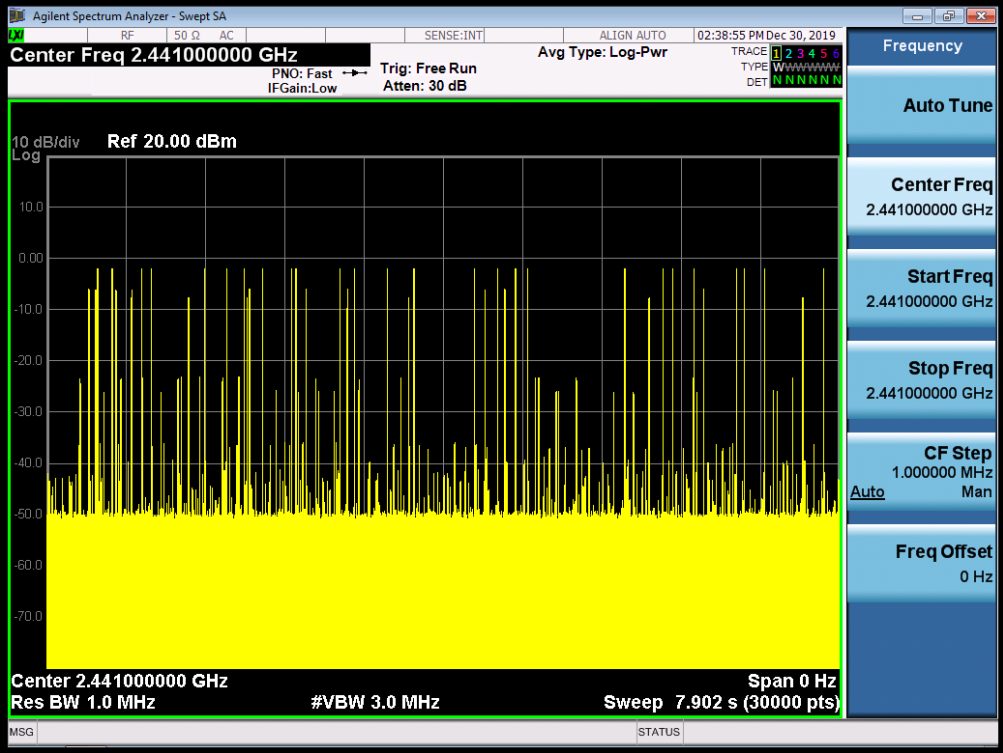 Agilent Spectrum Analyzer - Swept SA
LXI RF 50 Ω AC SENSE:INT ALIGN AUTO 02:38:55 PM Dec 30, 2019
Center Freq 2.441000000 GHz
PNO: Fast
IFGain:Low
Trig: Free Run
Atten: 30 dB
Avg Type: Log-Pwr
TRACE 1 2 3 4 5 6
TYPE WWWWWW
DET N N N N N N
10 dB/div Ref 20.00 dBm
Log
10.0
0.00
-10.0
-20.0
-30.0
-40.0
-50.0
-60.0
-70.0
Center 2.441000000 GHz Span 0 Hz
Res BW 1.0 MHz #VBW 3.0 MHz Sweep 7.902 s (30000 pts)
MSG STATUS
Frequency
Auto Tune
Center Freq
2.441000000 GHz
Start Freq
2.441000000 GHz
Stop Freq
2.441000000 GHz
CF Step
1.000000 MHz
Auto Man
Freq Offset
0 Hz